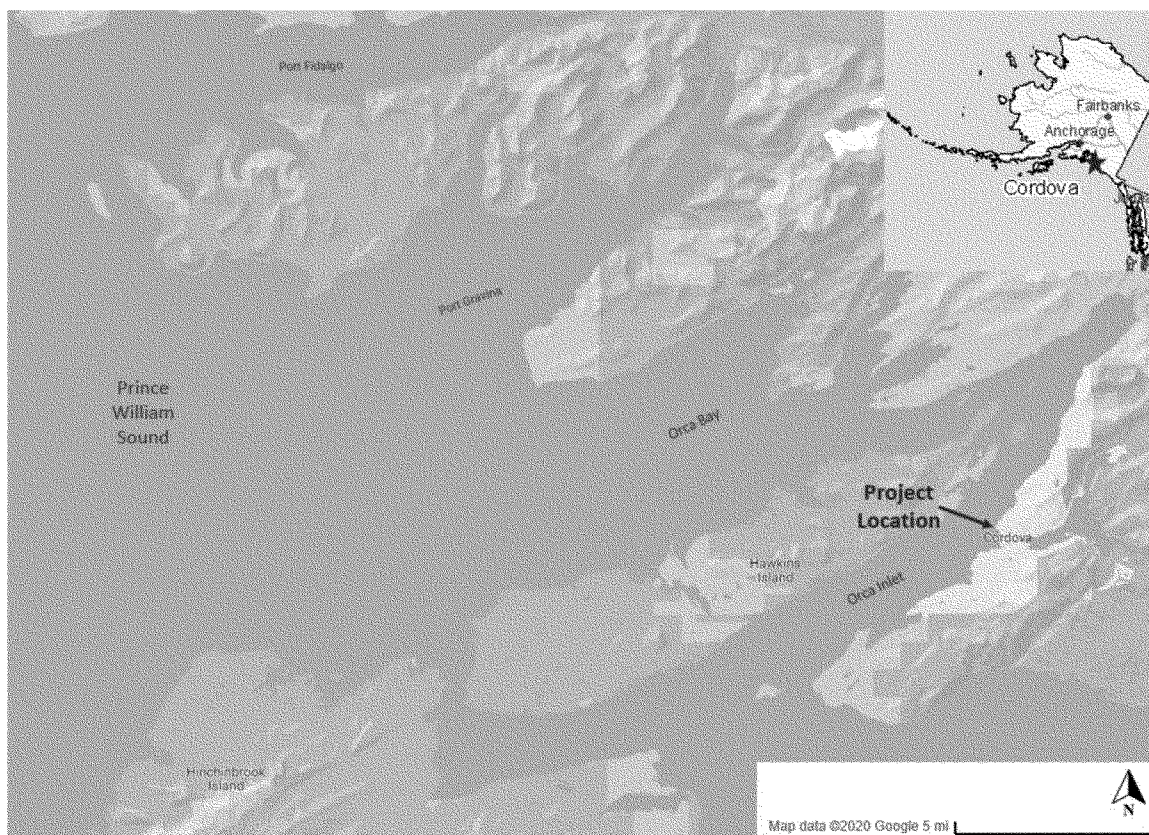 Port Fidalgo
Fairbanks
Anchorage
Cordova
Port Gravina
Prince
William
Sound
Orca Bay
Project
Location
Cordova
Hawkins
Island
Orca Inlet
Hinchinbrook
Island
N
Map data ©2020 Google 5 mi